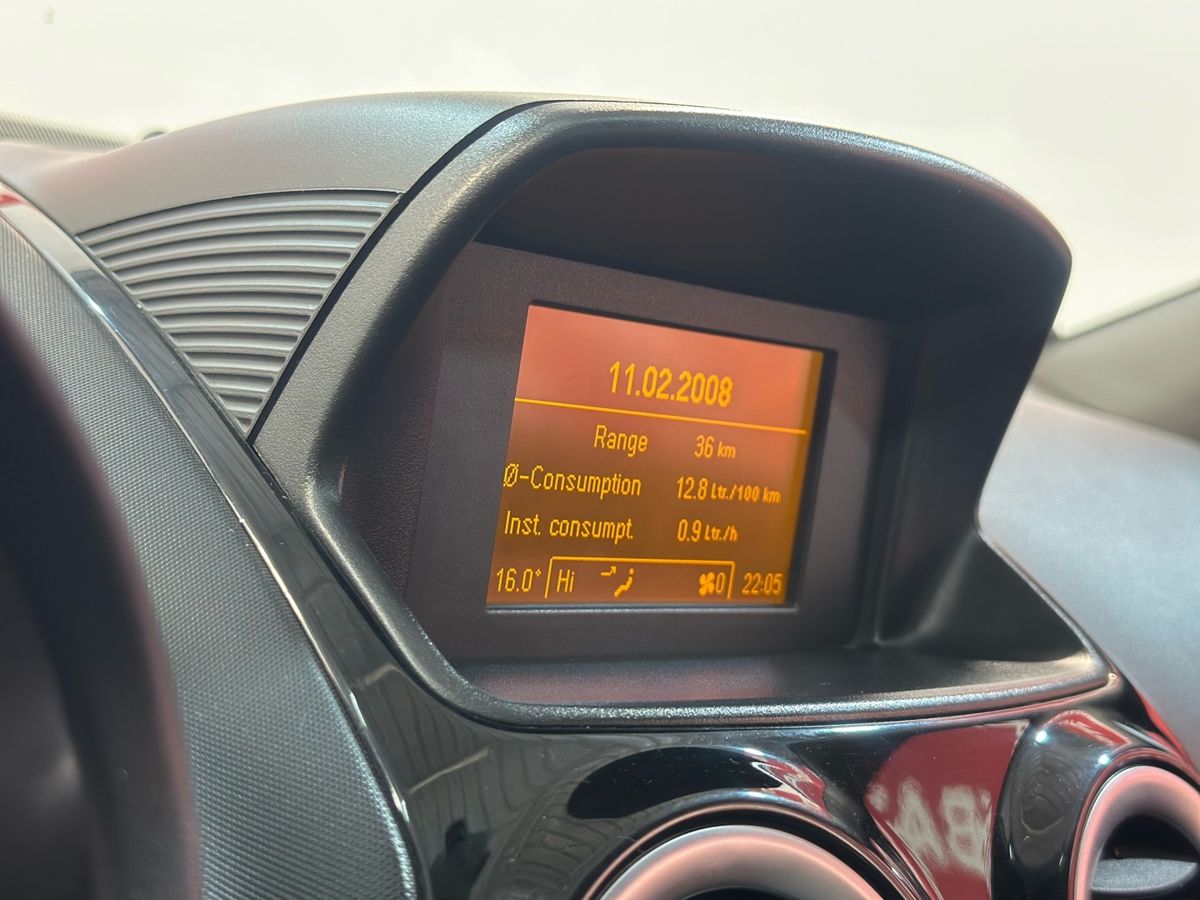 11.02.2008
Range 36 km
Ø-Consumption 12.8 Ltr./100 km
Inst. consumpt. 0.9 Ltr./h
16.0° Hi 0 22:05